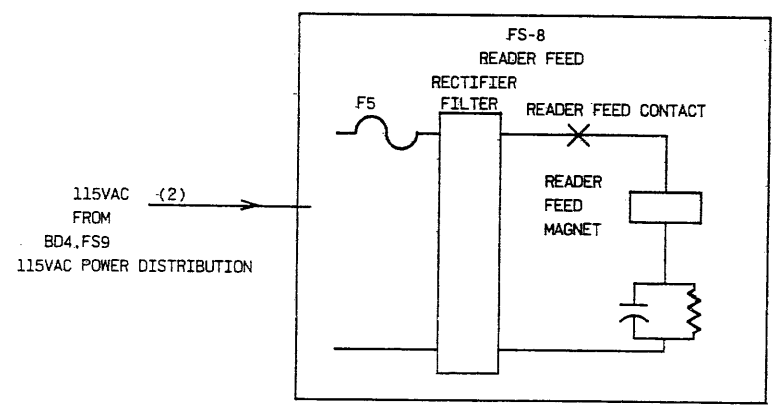 FS-8
READER FEED
RECTIFIER
FILTER
F5
READER FEED CONTACT
READER
FEED
MAGNET
115VAC (2)
FROM
BD4,FS9
115VAC POWER DISTRIBUTION